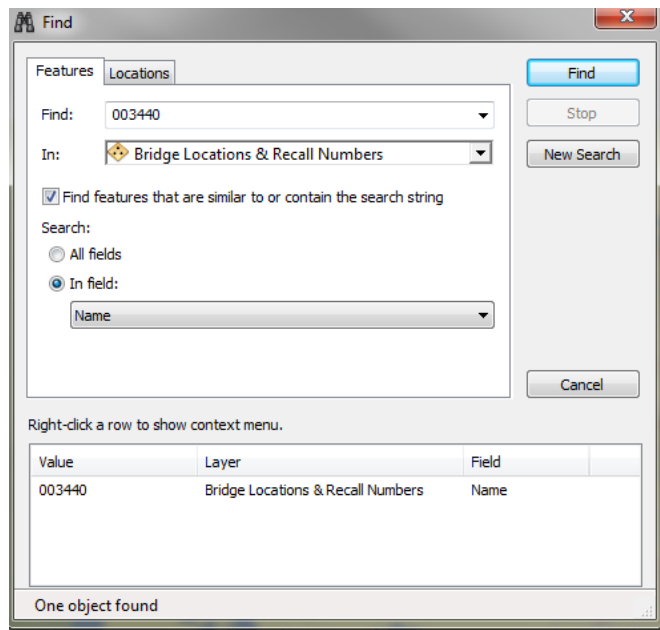 Find
Features Locations
Find
Find: 003440
Stop
In: Bridge Locations & Recall Numbers
New Search
Find features that are similar to or contain the search string
Search:
All fields
In field:
Name
Cancel
Right-click a row to show context menu.
Value Layer Field
003440 Bridge Locations & Recall Numbers Name
One object found